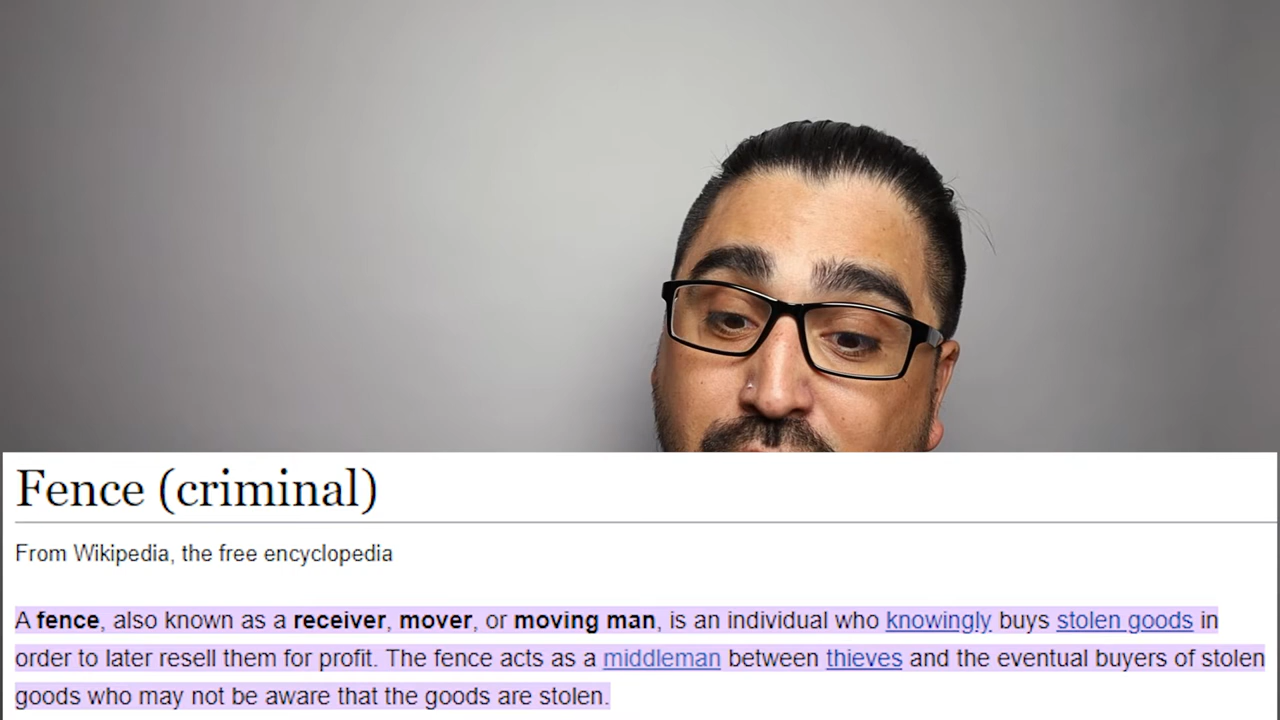 Fence (criminal)
From Wikipedia, the free encyclopedia
A fence, also known as a receiver, mover, or moving man, is an individual who knowingly buys stolen goods in
order to later resell them for profit. The fence acts as a middleman between thieves and the eventual buyers of stolen
goods who may not be aware that the goods are stolen.